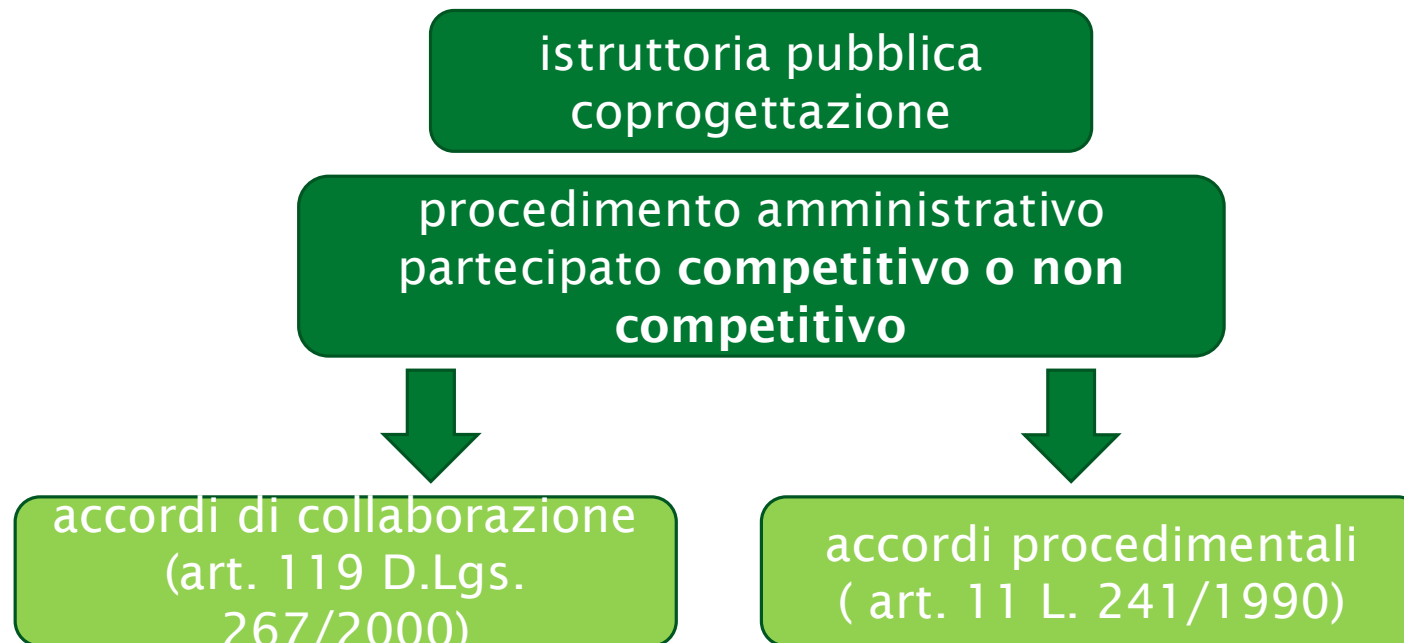 istruttoria pubblica
coprogettazione
procedimento amministrativo
partecipato competitivo o non
competitivo
accordi di collaborazione
(art. 119 D.Lgs.
267/2000)
accordi procedimentali
( art. 11 L. 241/1990)